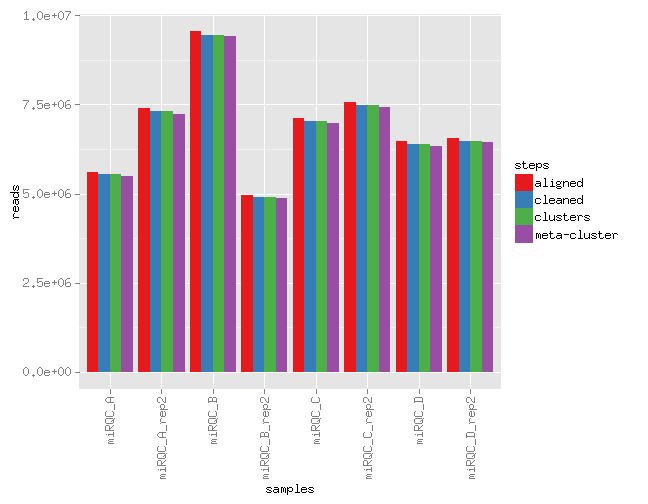 1.0e+07
7.5e+06
5.0e+06
2.5e+06
0.0e+00
reads
miRQC_A
miRQC_A_rep2
miRQC_B
miRQC_B_rep2
miRQC_C
miRQC_C_rep2
miRQC_D
miRQC_D_rep2
samples
steps
aligned
cleaned
clusters
meta-cluster